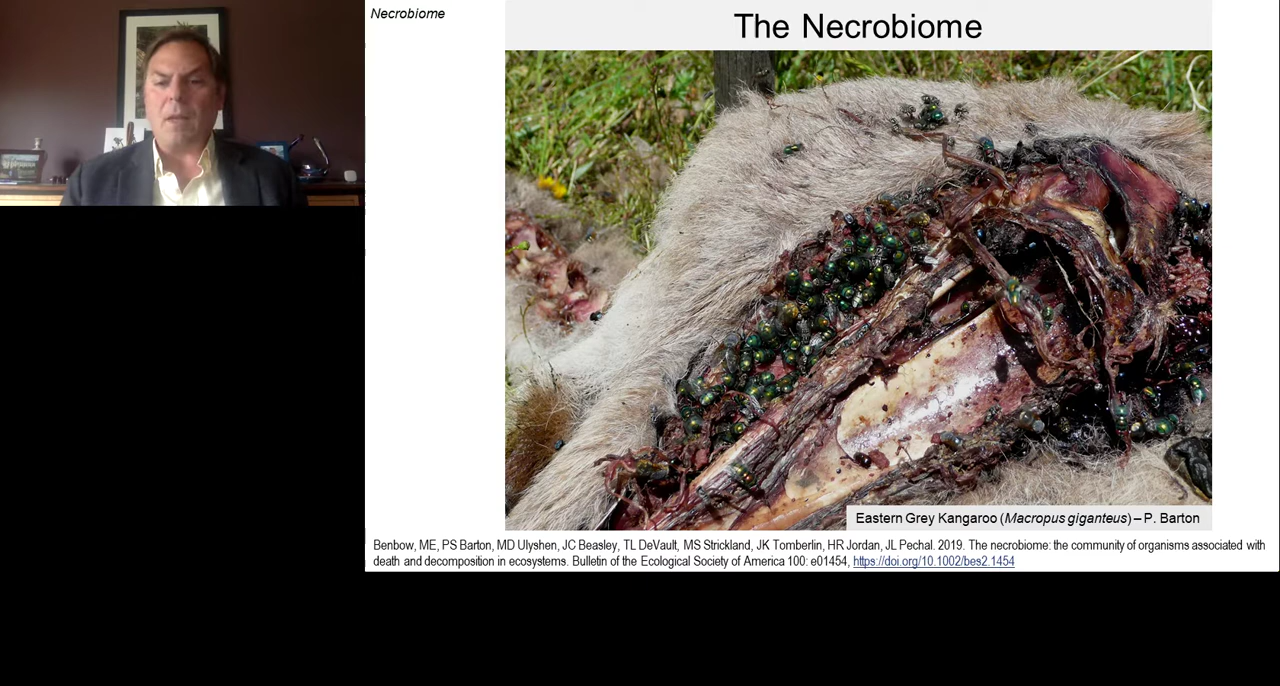 Necrobiome
The Necrobiome
Eastern Grey Kangaroo (Macropus giganteus) – P. Barton
Benbow, ME, PS Barton, MD Ulyshen, JC Beasley, TL DeVault, MS Strickland, JK Tomberlin, HR Jordan, JL Pechal. 2019. The necrobiome: the community of organisms associated with
death and decomposition in ecosystems. Bulletin of the Ecological Society of America 100: e01454, https://doi.org/10.1002/bes2.1454